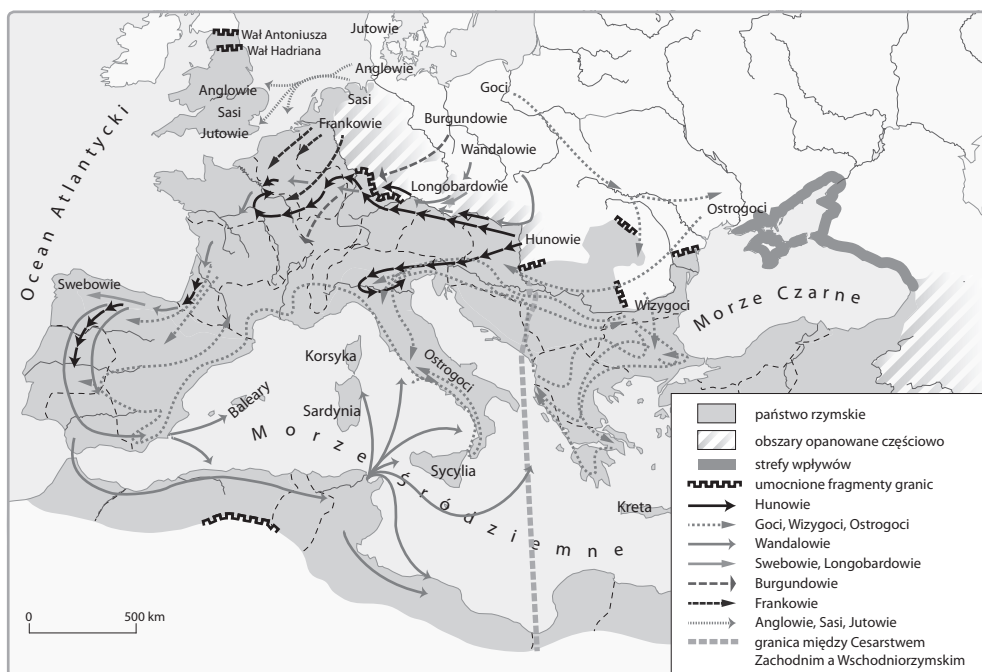 Wał Antoniusza
Wał Hadriana
Jutowie
Anglowie
Anglowie
Sasi
Jutowie
Sasi
Goci
Frankowie
Burgundowie
Wandalowie
Longobardowie
Ostrogoci
Hunowie
Ocean Atlantycki
Swebowie
Wizygoci
Morze Czarne
Korsyka
Ostrogoci
Baleary
Sardynia
Morze Śródziemne
Sycylia
Kreta
0 500 km
państwo rzymskie
obszary opanowane częściowo
strefy wpływów
umocnione fragmenty granic
Hunowie
Goci, Wizygoci, Ostrogoci
Wandalowie
Swebowie, Longobardowie
Burgundowie
Frankowie
Anglowie, Sasi, Jutowie
granica między Cesarstwem
Zachodnim a Wschodniorzymskim